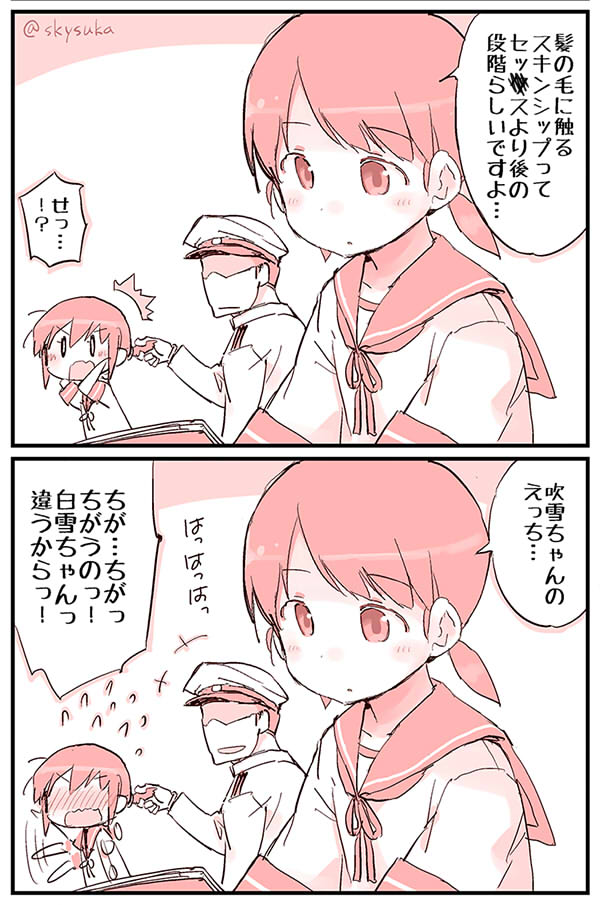 @skysuka
髪の毛に触る
スキンシップって
セッ
スより後の
段階らしいですよ…
せっ…
!?
吹雪ちゃんの
えっち…
はっはっはっ
ちが…ちがっ
ちがうのっ!
白雪ちゃんっ
違うからっ!